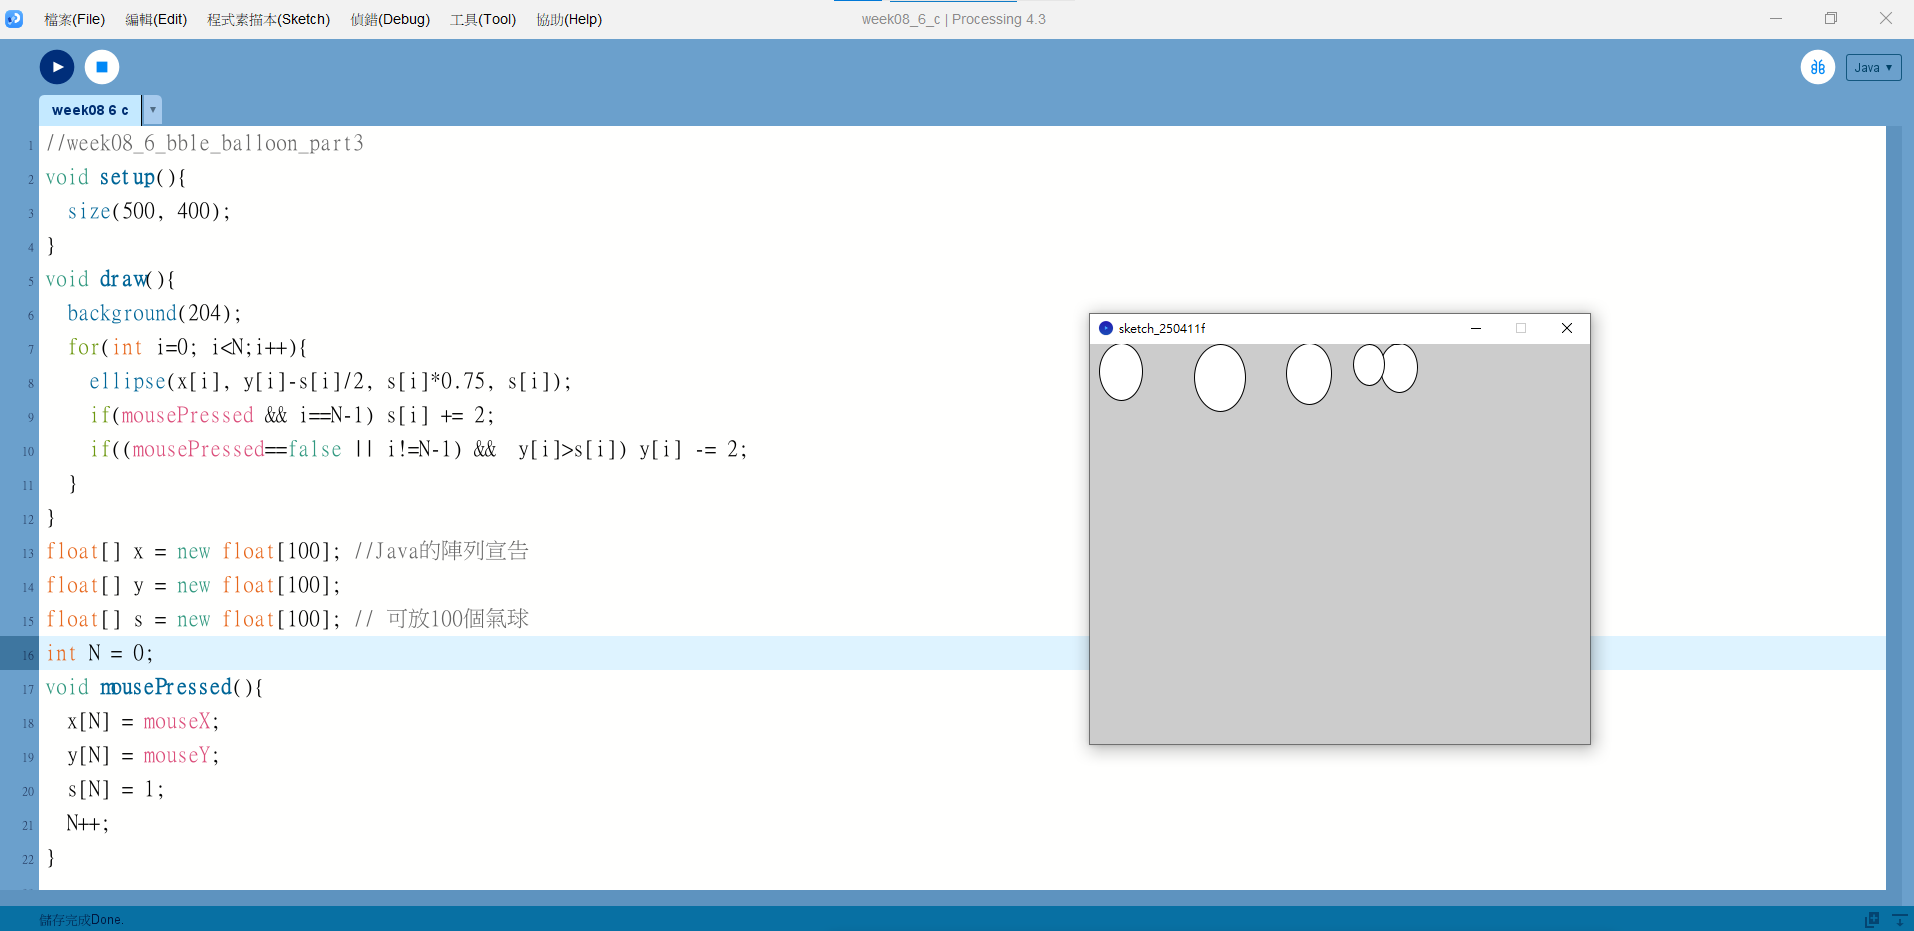 檔案(File) 編輯(Edit) 程式素描本(Sketch) 偵錯(Debug) 工具(Tool) 協助(Help) week08_6_c | Processing 4.3
Java ▼
week08 6 c ▼
1 //week08_6_bble_balloon_part3
2 void setup(){
3 size(500, 400);
4 }
5 void draw(){
6 background(204);
7 for(int i=0; i<N;i++){
8 ellipse(x[i], y[i]-s[i]/2, s[i]*0.75, s[i]);
9 if(mousePressed && i==N-1) s[i] += 2;
10 if((mousePressed==false || i!=N-1) &&  y[i]>s[i]) y[i] -= 2;
11 }
12 }
13 float[] x = new float[100]; //Java的陣列宣告
14 float[] y = new float[100];
15 float[] s = new float[100]; // 可放100個氣球
16 int N = 0;
17 void mousePressed(){
18 x[N] = mouseX;
19 y[N] = mouseY;
20 s[N] = 1;
21 N++;
22 }
sketch_250411f
儲存完成Done.